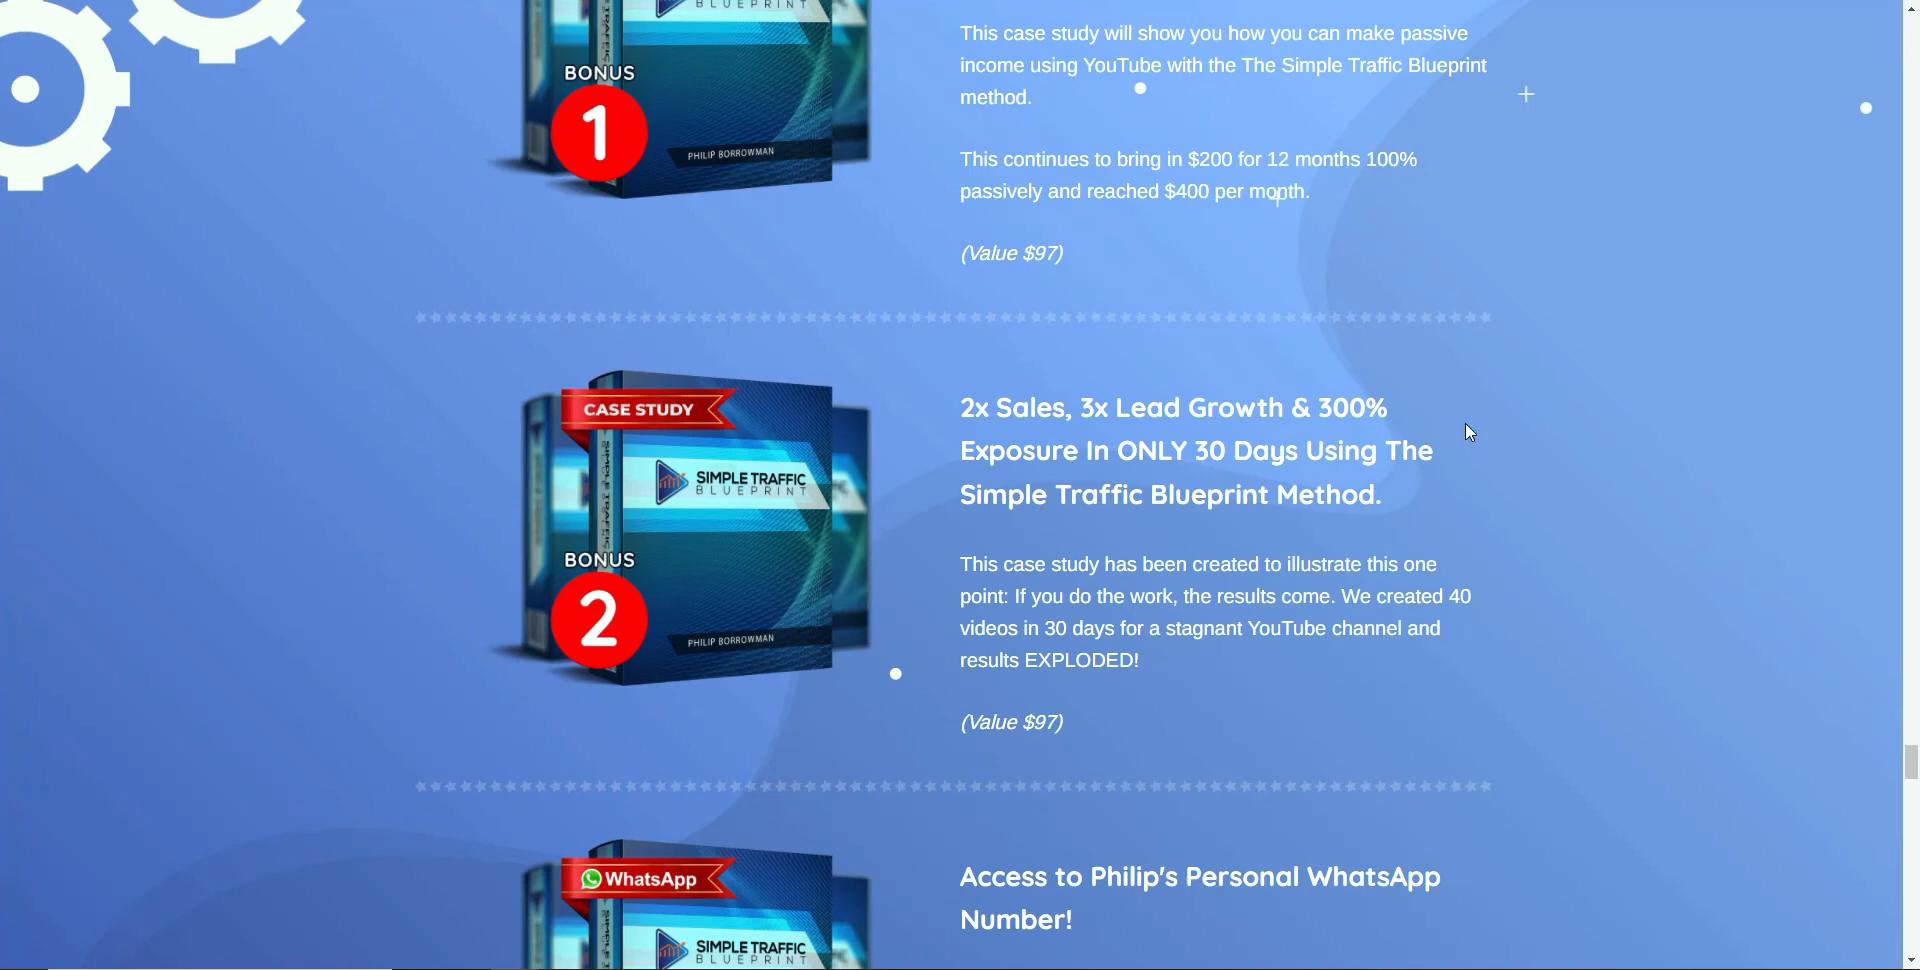 BLUEPRINT
This case study will show you how you can make passive
income using YouTube with the The Simple Traffic Blueprint
method.
BONUS
1
PHILIP BORROWMAN
This continues to bring in $200 for 12 months 100%
passively and reached $400 per month.
(Value $97)
CASE STUDY
SIMPLE TRAFFIC
BLUEPRINT
BONUS
2
PHILIP BORROWMAN
2x Sales, 3x Lead Growth & 300%
Exposure In ONLY 30 Days Using The
Simple Traffic Blueprint Method.
This case study has been created to illustrate this one
point: If you do the work, the results come. We created 40
videos in 30 days for a stagnant YouTube channel and
results EXPLODED!
(Value $97)
WhatsApp
SIMPLE TRAFFIC
BLUEPRINT
Access to Philip's Personal WhatsApp
Number!